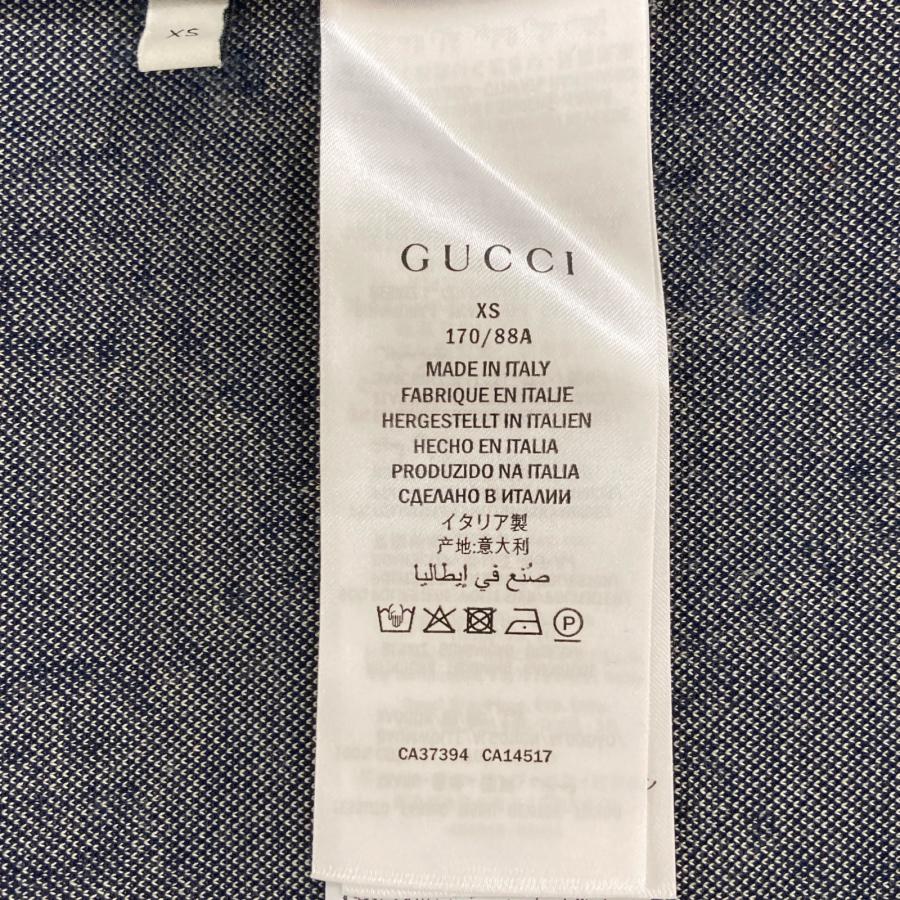 XS
GUCCI
XS
170/88A
MADE IN ITALY
FABRIQUE EN ITALIE
HERGESTELLT IN ITALIEN
HECHO EN ITALIA
PRODUZIDO NA ITALIA
СДЕЛАНО В ИТАЛИИ
イタリア製
产地:意大利
صُنع في إيطاليا
P
CA37394 CA14517